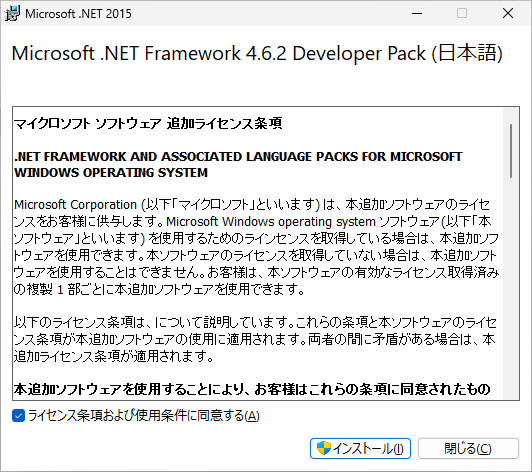 Microsoft .NET 2015
Microsoft .NET Framework 4.6.2 Developer Pack (日本語)
マイクロソフト ソフトウェア 追加ライセンス条項
.NET FRAMEWORK AND ASSOCIATED LANGUAGE PACKS FOR MICROSOFT
WINDOWS OPERATING SYSTEM
Microsoft Corporation (以下「マイクロソフト」といいます) は、本追加ソフトウェアのライセ
ンスをお客様に供与します。Microsoft Windows operating system ソフトウェア (以下「本
ソフトウェア」といいます) を使用するためのラインセンスを取得している場合は、本追加ソフ
トウェアを使用できます。本ソフトウェアのライセンスを取得していない場合は、本追加ソフト
ウェアを使用することはできません。お客様は、本ソフトウェアの有効なライセンス取得済み
の複製 1 部ごとに本追加ソフトウェアを使用できます。
以下のライセンス条項は、について説明しています。これらの条項と本ソフトウェアのライセ
ンス条項が本追加ソフトウェアの使用に適用されます。両者の間に矛盾がある場合は、本
追加ライセンス条項が適用されます。
本追加ソフトウェアを使用することにより、お客様はこれらの条項に同意されたもの
ライセンス条項および使用条件に同意する(A)
インストール(I)
閉じる(C)